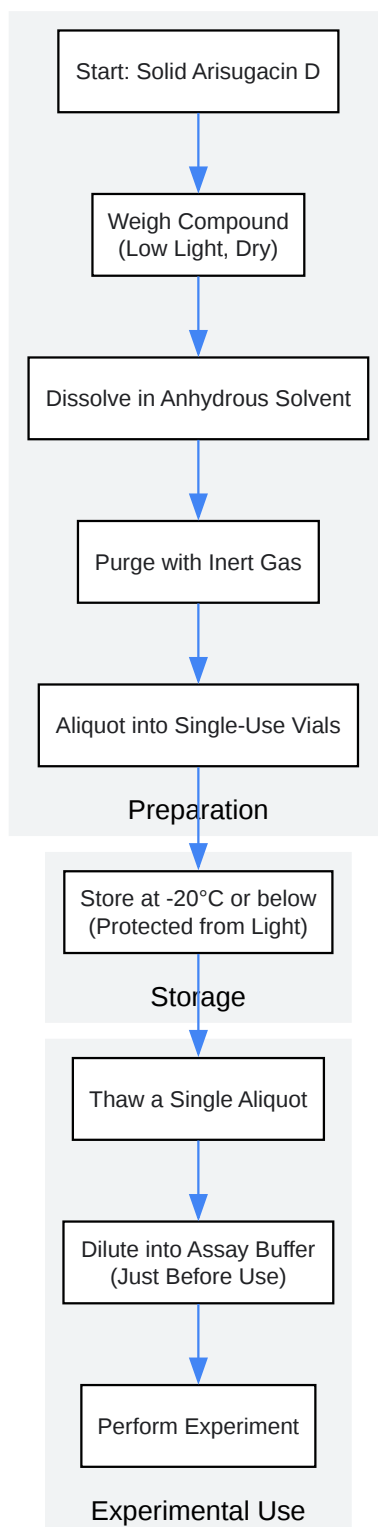 Start: Solid Arisugacin D
Weigh Compound
(Low Light, Dry)
Dissolve in Anhydrous Solvent
Purge with Inert Gas
Aliquot into Single-Use Vials
Preparation
Store at -20°C or below
(Protected from Light)
Storage
Thaw a Single Aliquot
Dilute into Assay Buffer
(Just Before Use)
Perform Experiment
Experimental Use